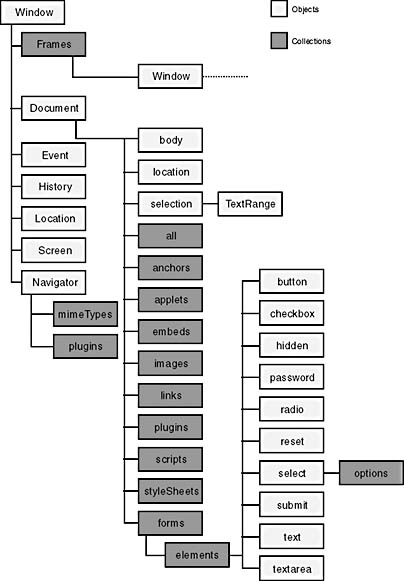 Window
Objects
Frames
Collections
Window
Document
body
Event
location
History
selection
TextRange
Location
all
Screen
anchors
Navigator
button
applets
mimeTypes
checkbox
embeds
plugins
hidden
images
password
links
radio
plugins
reset
scripts
select
options
styleSheets
submit
forms
text
elements
textarea